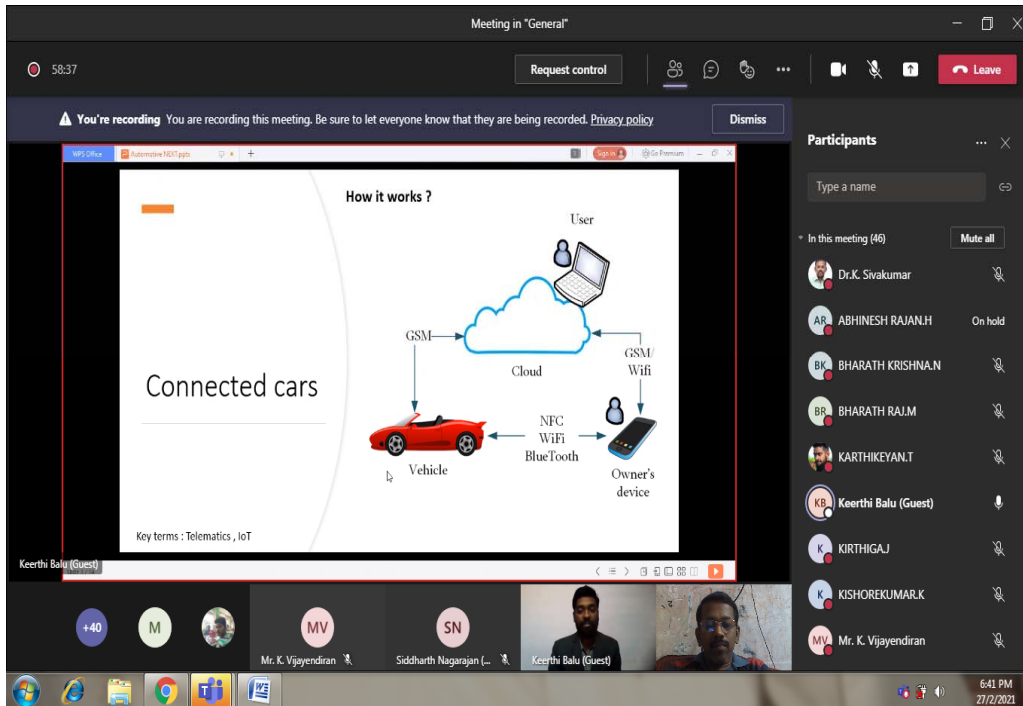 Meeting in "General"
58:37
Request control
Leave
You're recording You are recording this meeting. Be sure to let everyone know that they are being recorded. Privacy policy
Dismiss
WPS Office
Automotive NEXT.pptx
Sign in
Go Premium
How it works ?
User
GSM
Cloud
GSM/
Wifi
Connected cars
NFC
WiFi
BlueTooth
Vehicle
Owner's
device
Key terms : Telematics , IoT
Keerthi Balu (Guest)
Participants
Type a name
In this meeting (46)
Mute all
Dr.K. Sivakumar
AR
ABHINESH RAJAN.H
On hold
BK
BHARATH KRISHNA.N
BR
BHARATH RAJ.M
KARTHIKEYAN.T
KB
Keerthi Balu (Guest)
K
KIRTHIGA.J
K
KISHOREKUMAR.K
MV
Mr. K. Vijayendiran
+40
M
MV
Mr. K. Vijayendiran
SN
Siddharth Nagarajan (...
Keerthi Balu (Guest)
6:41 PM
27/2/2021